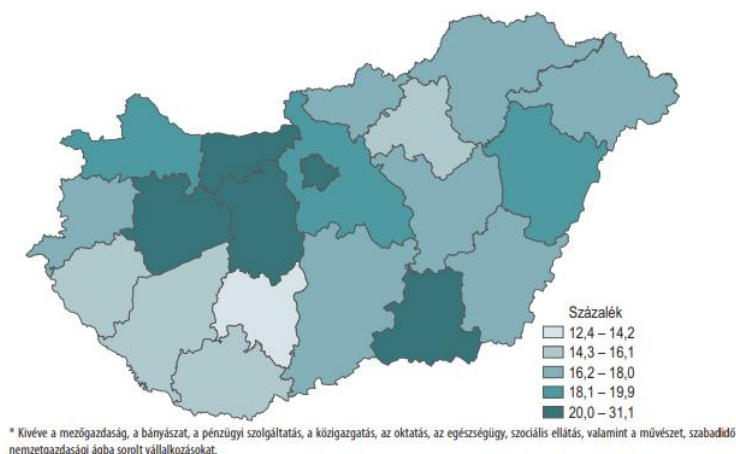 Százalék
12,4 – 14,2
14,3 – 16,1
16,2 – 18,0
18,1 – 19,9
20,0 – 31,1
* Kivéve a mezőgazdaság, a bányászat, a pénzügyi szolgáltatás, a közigazgatás, az oktatás, az egészségügy, szociális ellátás, valamint a művészet, szabadidő
nemzetgazdasági ágba sorolt vállalkozásokat.